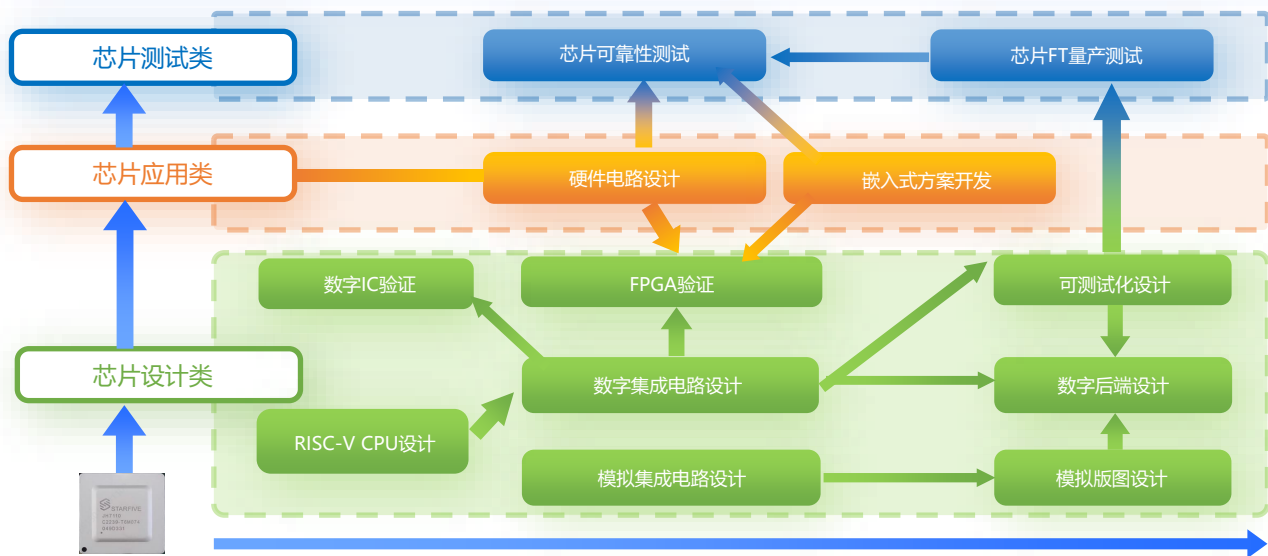 芯片测试类
芯片可靠性测试
芯片FT量产测试
芯片应用类
硬件电路设计
嵌入式方案开发
数字IC验证
FPGA验证
可测试化设计
芯片设计类
数字集成电路设计
数字后端设计
RISC-V CPU设计
模拟集成电路设计
模拟版图设计
STARFIVE